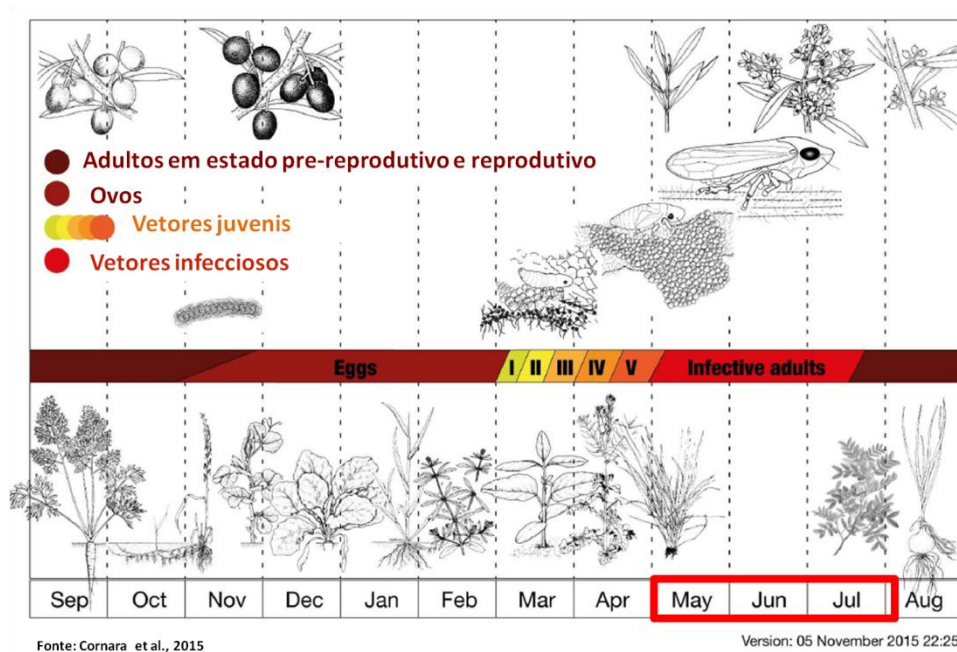 Adultos em estado pre-reprodutivo e reprodutivo
Ovos
Vetores juvenis
Vetores infecciosos
Eggs I II III IV V Infective adults
Sep Oct Nov Dec Jan Feb Mar Apr May Jun Jul Aug
Fonte: Cornara et al., 2015
Version: 05 November 2015 22:25